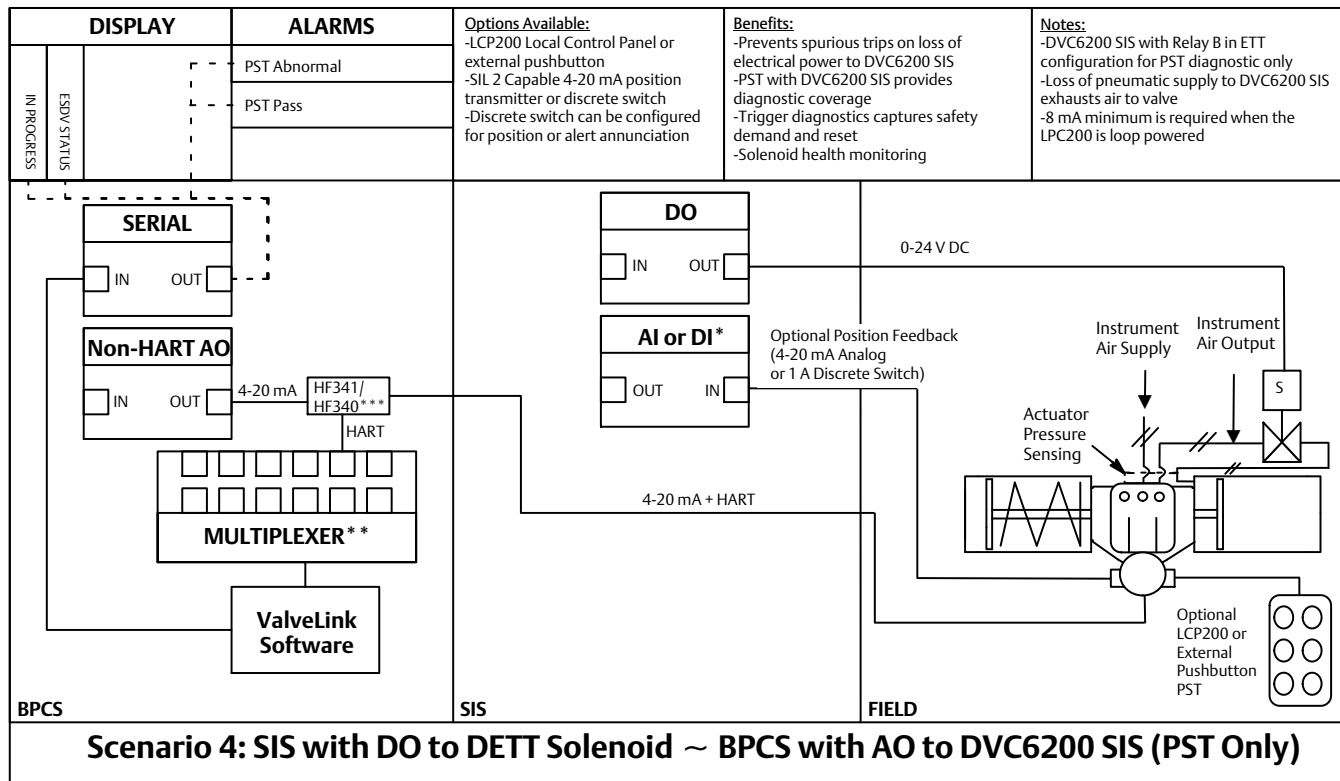 DISPLAY
ALARMS
IN PROGRESS
ESDV STATUS
PST Abnormal
PST Pass
Options Available:
-LCP200 Local Control Panel or
external pushbutton
-SIL 2 Capable 4-20 mA position
transmitter or discrete switch
-Discrete switch can be configured
for position or alert annunciation
Benefits:
-Prevents spurious trips on loss of
electrical power to DVC6200 SIS
-PST with DVC6200 SIS provides
diagnostic coverage
-Trigger diagnostics captures safety
demand and reset
-Solenoid health monitoring
Notes:
-DVC6200 SIS with Relay B in ETT
configuration for PST diagnostic only
-Loss of pneumatic supply to DVC6200 SIS
exhausts air to valve
-8 mA minimum is required when the
LPC200 is loop powered
SERIAL
IN OUT
Non-HART AO
IN OUT
4-20 mA
HF341/
HF340***
HART
MULTIPLEXER**
ValveLink
Software
BPCS
DO
IN OUT
AI or DI*
OUT IN
4-20 mA + HART
SIS
0-24 V DC
Optional Position Feedback
(4-20 mA Analog
or 1 A Discrete Switch)
Instrument
Air Supply
Instrument
Air Output
S
Actuator
Pressure
Sensing
Optional
LCP200 or
External
Pushbutton
PST
FIELD
Scenario 4: SIS with DO to DETT Solenoid ~ BPCS with AO to DVC6200 SIS (PST Only)